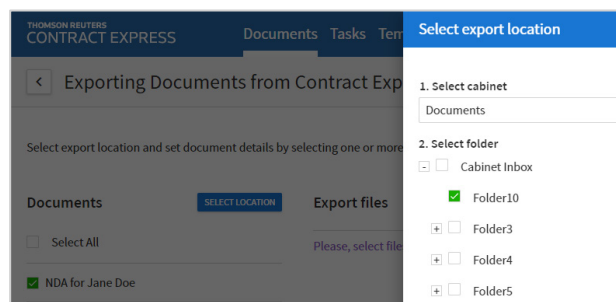 THOMSON REUTERS
CONTRACT EXPRESS
Documents Tasks
Exporting Documents from Contract
Select export location and set document details by selecting one or more
Documents
SELECT LOCATION
Export files
Select All
Please, select
NDA for Jane Doe
Select export location
1. Select cabinet
Documents
2. Select folder
Cabinet Inbox
Folder10
Folder3
Folder4
Folder5